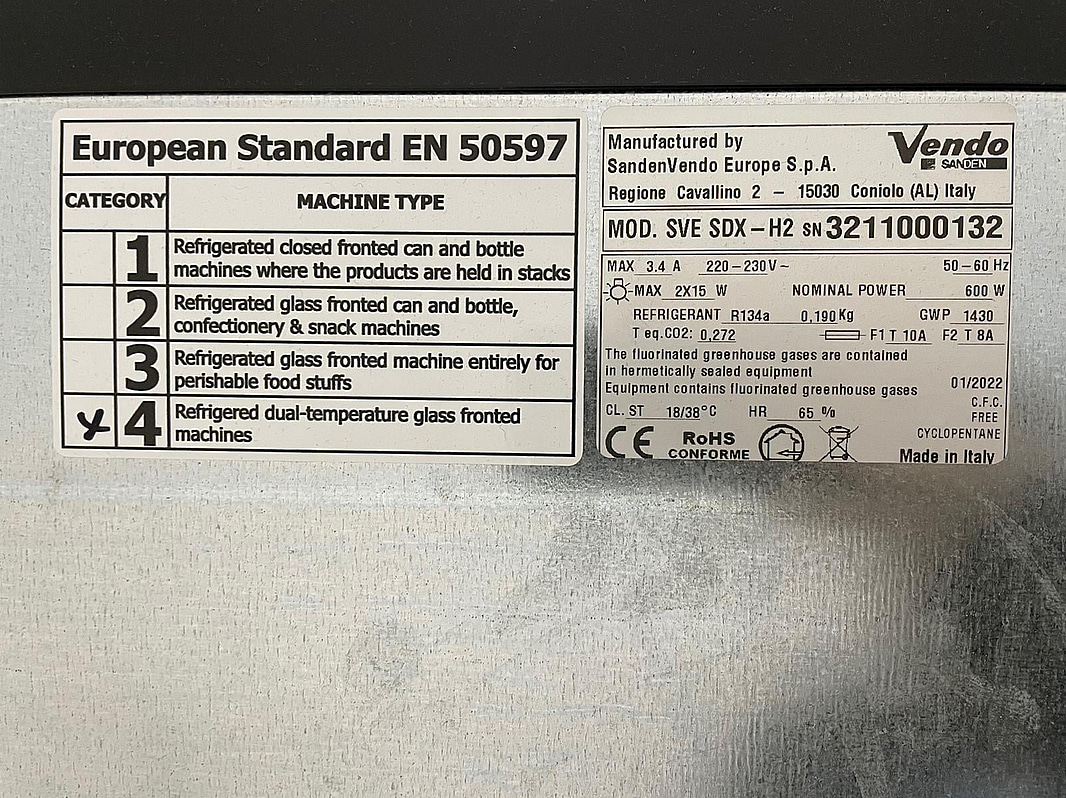 European Standard EN 50597
CATEGORY MACHINE TYPE
1 Refrigerated closed fronted can and bottle
machines where the products are held in stacks
2 Refrigerated glass fronted can and bottle,
confectionery & snack machines
3 Refrigerated glass fronted machine entirely for
perishable food stuffs
x 4 Refrigered dual-temperature glass fronted
machines
Manufactured by
SandenVendo Europe S.p.A.
Vendo
SANDEN
Regione Cavallino 2 - 15030 Coniolo (AL) Italy
MOD. SVE SDX-H2 SN 3211000132
MAX 3.4 A 220-230V~ 50-60 Hz
MAX 2X15 W NOMINAL POWER 600 W
REFRIGERANT R134a 0,190 Kg GWP 1430
T eq.CO2: 0,272 F1 T 10A F2 T 8A
The fluorinated greenhouse gases are contained
in hermetically sealed equipment
Equipment contains fluorinated greenhouse gases 01/2022
CL. ST 18/38°C HR 65 %
C.F.C.
FREE
CYCLOPENTANE
CE RoHS
CONFORME
Made in Italy